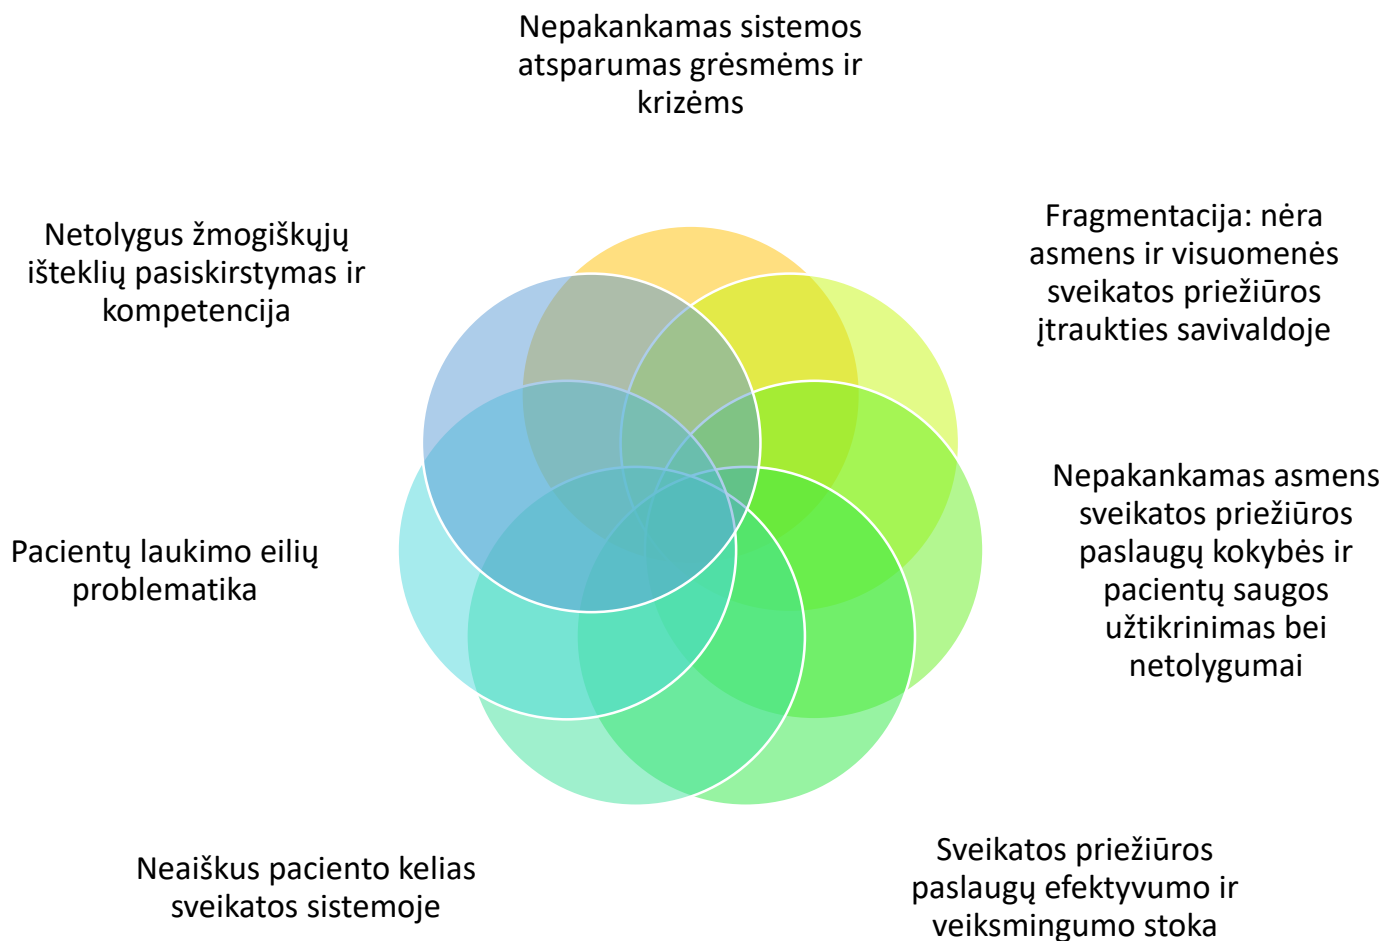 Nepakankamas sistemos
atsparumas grėsmėms ir
krizėms
Fragmentacija: nėra
asmens ir visuomenės
sveikatos priežiūros
įtraukties savivaldoje
Nepakankamas asmens
sveikatos priežiūros
paslaugų kokybės ir
pacientų saugos
užtikrinimas bei
netolygumai
Sveikatos priežiūros
paslaugų efektyvumo ir
veiksmingumo stoka
Neaiškus paciento kelias
sveikatos sistemoje
Pacientų laukimo eilių
problematika
Netolygus žmogiškųjų
išteklių pasiskirstymas ir
kompetencija